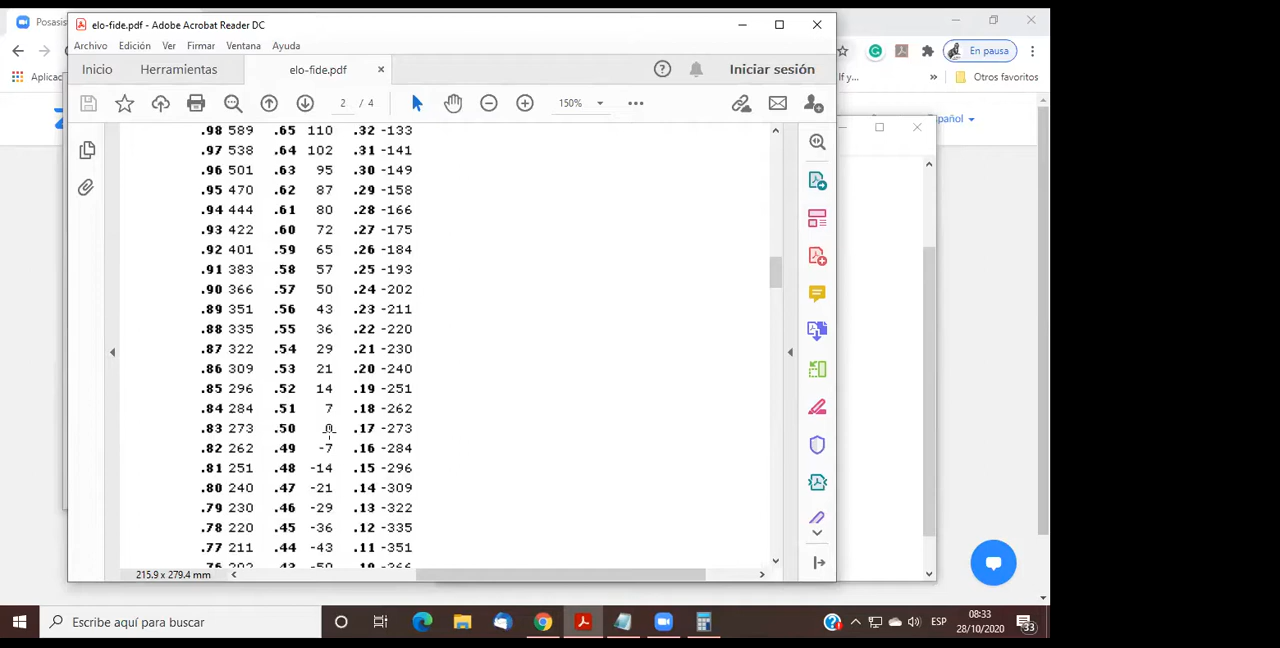 Posasis
elo-fide.pdf - Adobe Acrobat Reader DC
Archivo Edición Ver Firmar Ventana Ayuda
En pausa
Inicio Herramientas elo-fide.pdf Iniciar sesión
Aplicac
If y...
Otros favoritos
2 / 4 150%
Español
.98 589 .65 110 .32 -133
.97 538 .64 102 .31 -141
.96 501 .63 95 .30 -149
.95 470 .62 87 .29 -158
.94 444 .61 80 .28 -166
.93 422 .60 72 .27 -175
.92 401 .59 65 .26 -184
.91 383 .58 57 .25 -193
.90 366 .57 50 .24 -202
.89 351 .56 43 .23 -211
.88 335 .55 36 .22 -220
.87 322 .54 29 .21 -230
.86 309 .53 21 .20 -240
.85 296 .52 14 .19 -251
.84 284 .51 7 .18 -262
.83 273 .50 0 .17 -273
.82 262 .49 -7 .16 -284
.81 251 .48 -14 .15 -296
.80 240 .47 -21 .14 -309
.79 230 .46 -29 .13 -322
.78 220 .45 -36 .12 -335
.77 211 .44 -43 .11 -351
.76 202 .43 -50 .10 -366
215.9 x 279.4 mm
Escribe aquí para buscar
ESP
08:33
28/10/2020
33